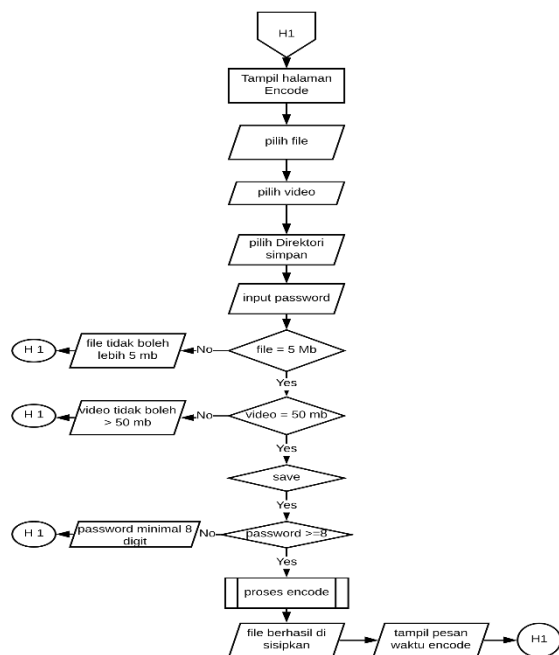 H1
Tampil halaman
Encode
pilih file
pilih video
pilih Direktori
simpan
input password
file = 5 Mb
No
file tidak boleh
lebih 5 mb
H 1
Yes
video = 50 mb
No
video tidak boleh
> 50 mb
H 1
Yes
save
Yes
password >=8
No
password minimal 8
digit
H 1
Yes
proses encode
file berhasil di
sisipkan
tampil pesan
waktu encode
H1